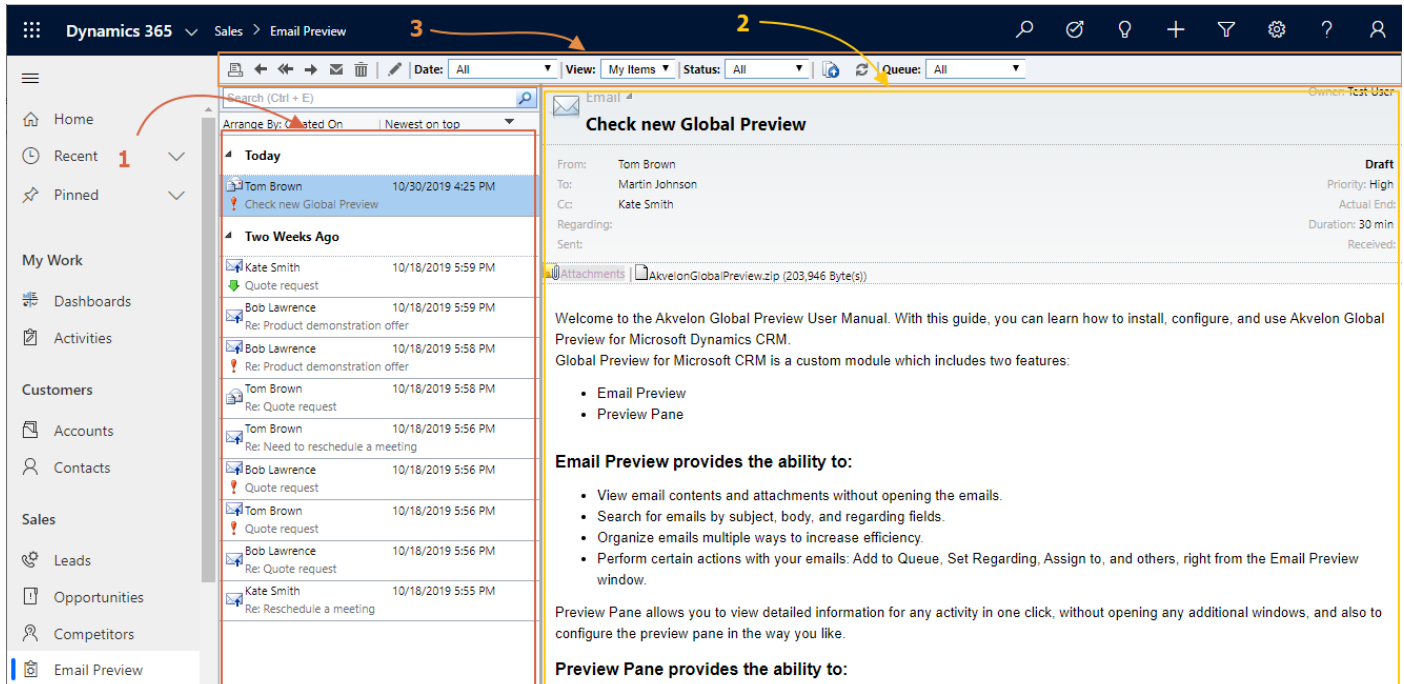 Dynamics 365 Sales > Email Preview 3 2
Date: All View: My Items Status: All Queue: All
Home
Recent
Pinned
My Work
Dashboards
Activities
Customers
Accounts
Contacts
Sales
Leads
Opportunities
Competitors
Email Preview
1
Search (Ctrl + E)
Arrange By: Created On Newest on top
Today
Tom Brown 10/30/2019 4:25 PM
Check new Global Preview
Two Weeks Ago
Kate Smith 10/18/2019 5:59 PM
Quote request
Bob Lawrence 10/18/2019 5:59 PM
Re: Product demonstration offer
Bob Lawrence 10/18/2019 5:58 PM
Re: Product demonstration offer
Tom Brown 10/18/2019 5:58 PM
Re: Quote request
Tom Brown 10/18/2019 5:56 PM
Re: Need to reschedule a meeting
Bob Lawrence 10/18/2019 5:56 PM
Quote request
Tom Brown 10/18/2019 5:56 PM
Quote request
Bob Lawrence 10/18/2019 5:56 PM
Re: Quote request
Kate Smith 10/18/2019 5:55 PM
Re: Reschedule a meeting
Email Owner: Test User
Check new Global Preview
From: Tom Brown Draft
To: Martin Johnson Priority: High
Cc: Kate Smith Actual End:
Regarding: Duration: 30 min
Sent: Received:
Attachments AkvelonGlobalPreview.zip (203,946 Byte(s))
Welcome to the Akvelon Global Preview User Manual. With this guide, you can learn how to install, configure, and use Akvelon Global
Preview for Microsoft Dynamics CRM.
Global Preview for Microsoft CRM is a custom module which includes two features:
• Email Preview
• Preview Pane
Email Preview provides the ability to:
• View email contents and attachments without opening the emails.
• Search for emails by subject, body, and regarding fields.
• Organize emails multiple ways to increase efficiency.
• Perform certain actions with your emails: Add to Queue, Set Regarding, Assign to, and others, right from the Email Preview
window.
Preview Pane allows you to view detailed information for any activity in one click, without opening any additional windows, and also to
configure the preview pane in the way you like.
Preview Pane provides the ability to: